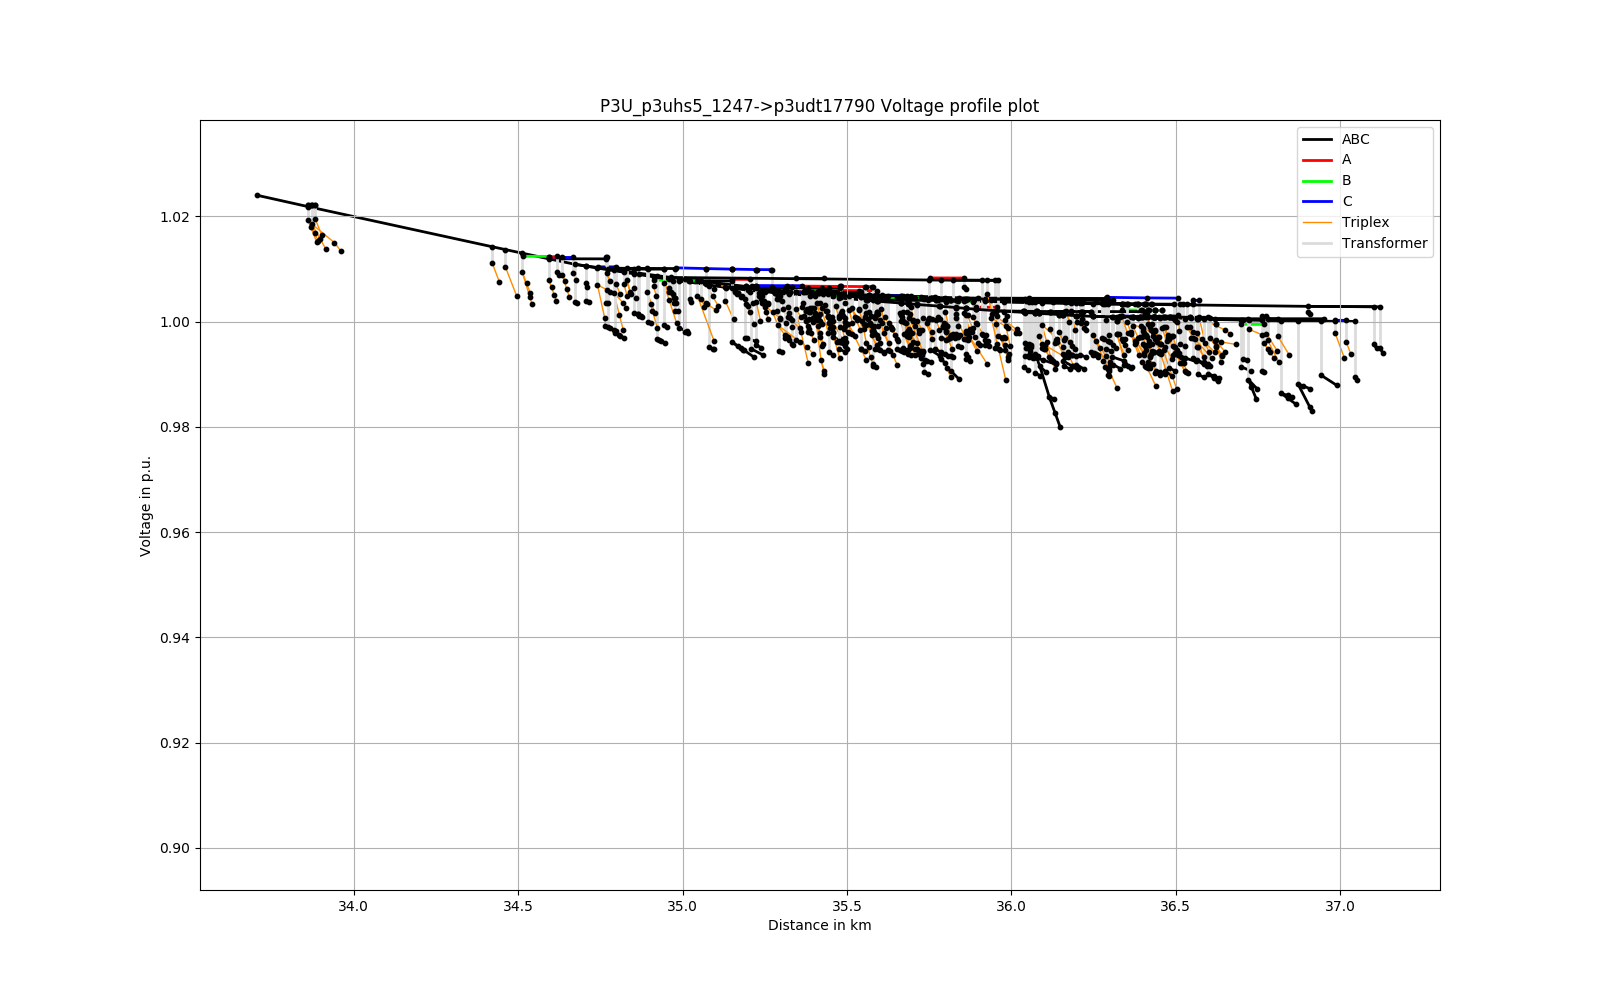 P3U_p3uhs5_1247->p3udt17790 Voltage profile plot
ABC
A
B
C
Triplex
Transformer
1.02
1.00
0.98
0.96
0.94
0.92
0.90
Voltage in p.u.
34.0 34.5 35.0 35.5 36.0 36.5 37.0
Distance in km